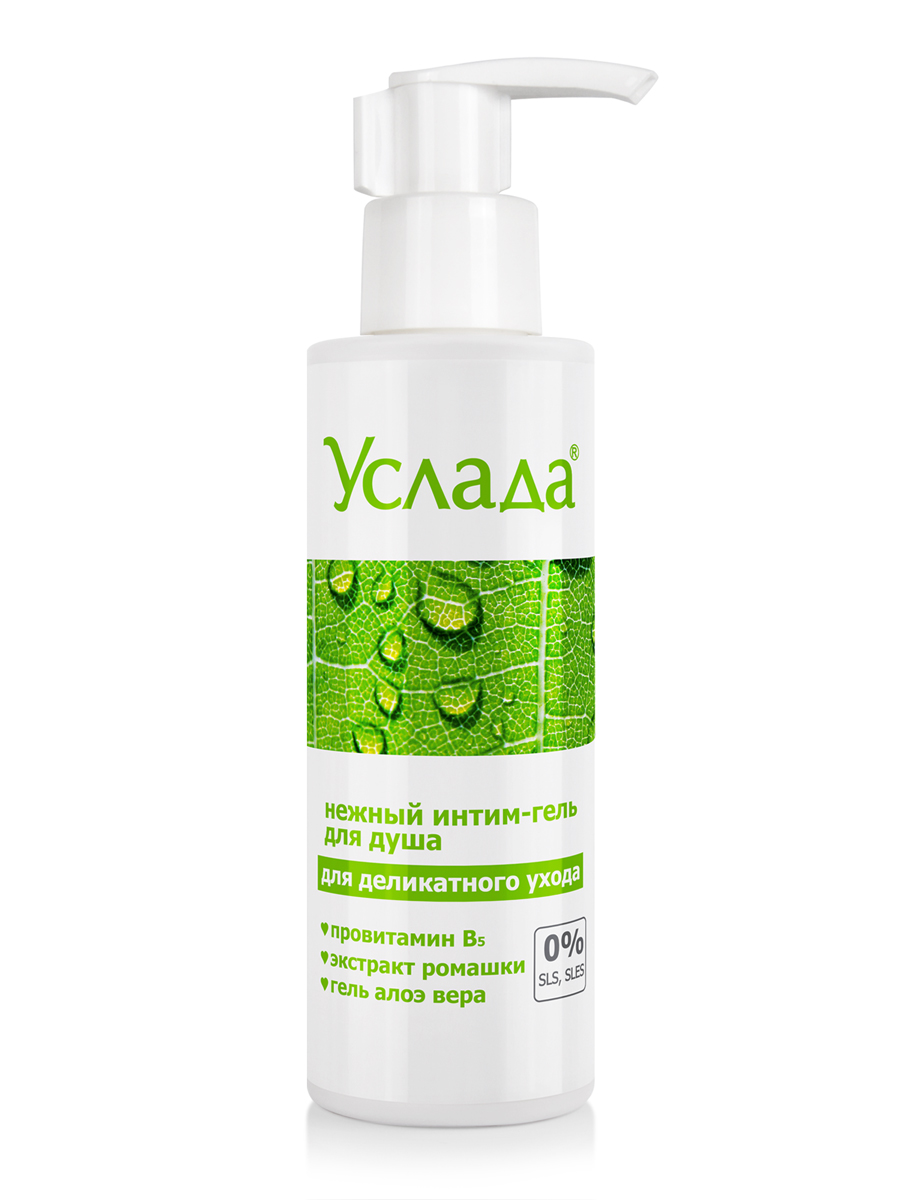 Услада®
нежный интим-гель
для душа
для деликатного ухода
провитамин B₅
экстракт ромашки
гель алоэ вера
0%
SLS, SLES